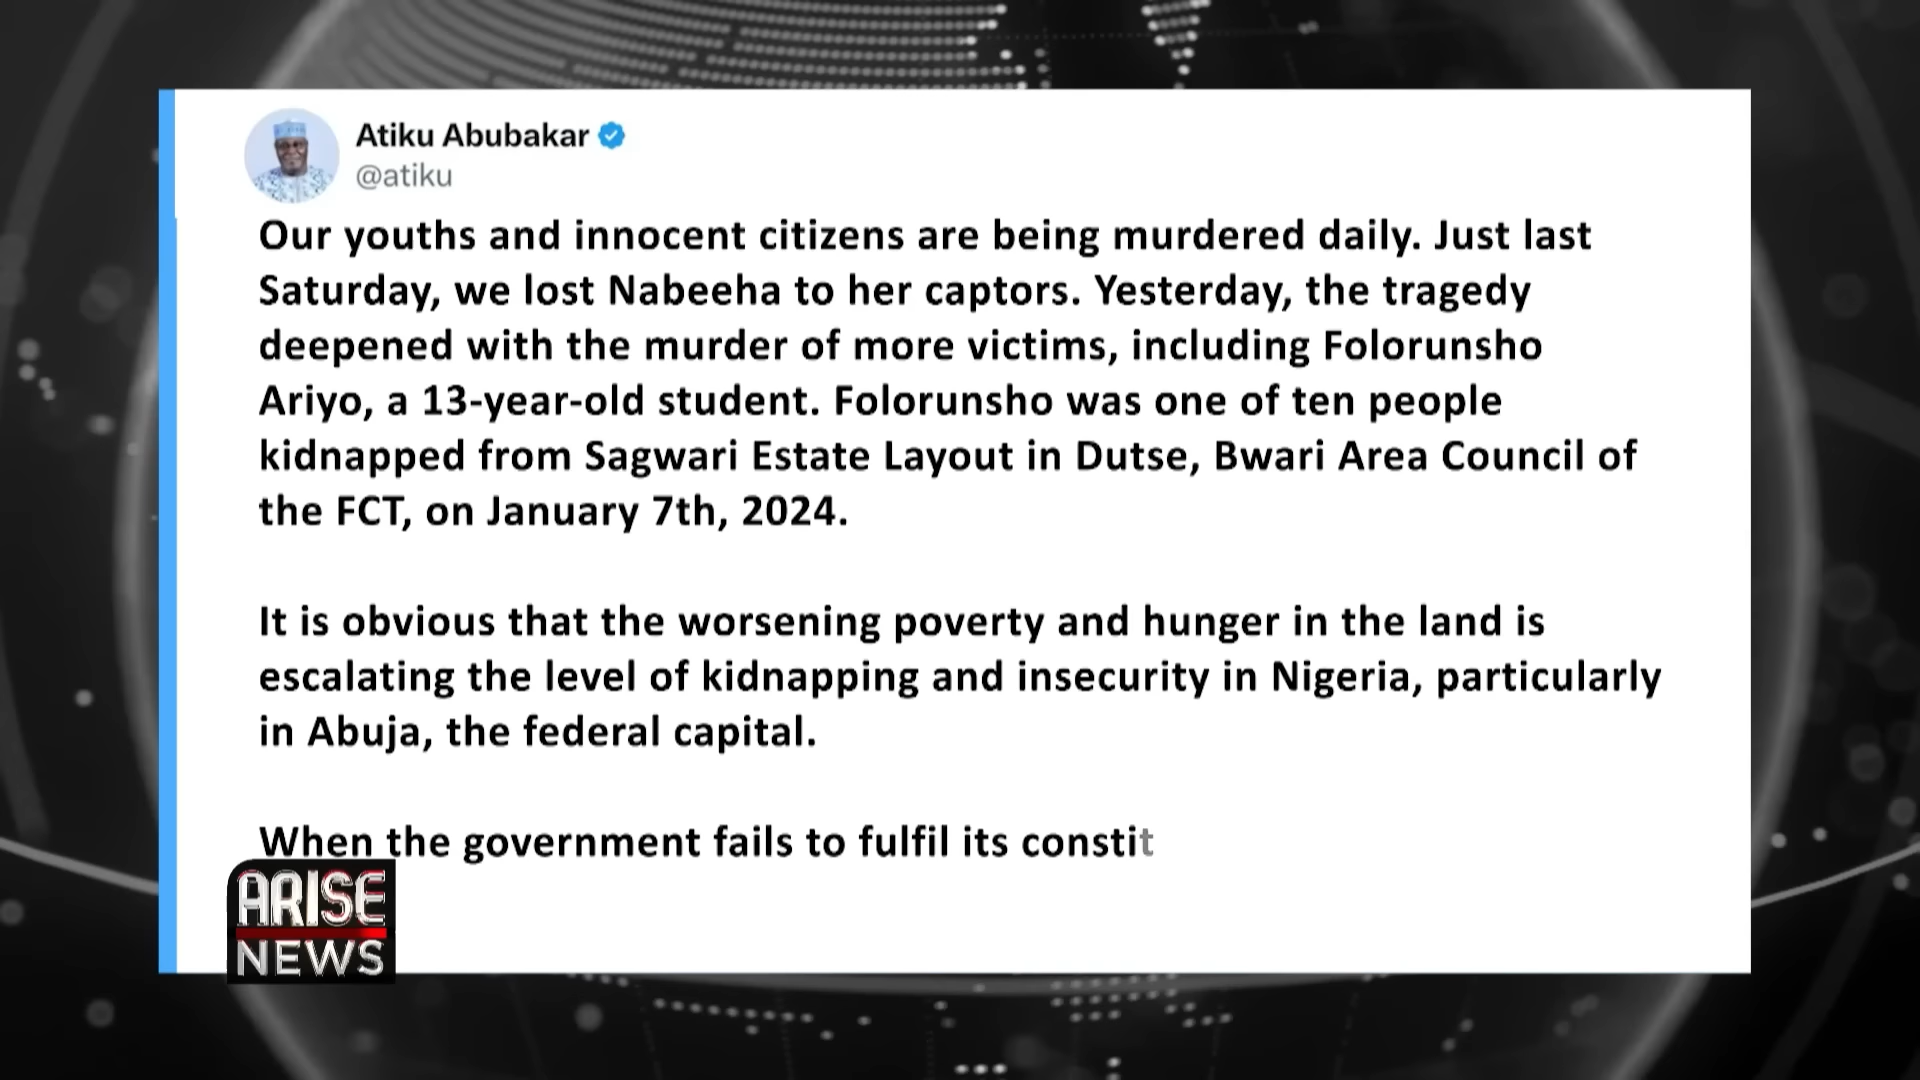 Atiku Abubakar
@atiku
Our youths and innocent citizens are being murdered daily. Just last
Saturday, we lost Nabeeha to her captors. Yesterday, the tragedy
deepened with the murder of more victims, including Folorunsho
Ariyo, a 13-year-old student. Folorunsho was one of ten people
kidnapped from Sagwari Estate Layout in Dutse, Bwari Area Council of
the FCT, on January 7th, 2024.
It is obvious that the worsening poverty and hunger in the land is
escalating the level of kidnapping and insecurity in Nigeria, particularly
in Abuja, the federal capital.
When the government fails to fulfil its constit
ARISE
NEWS